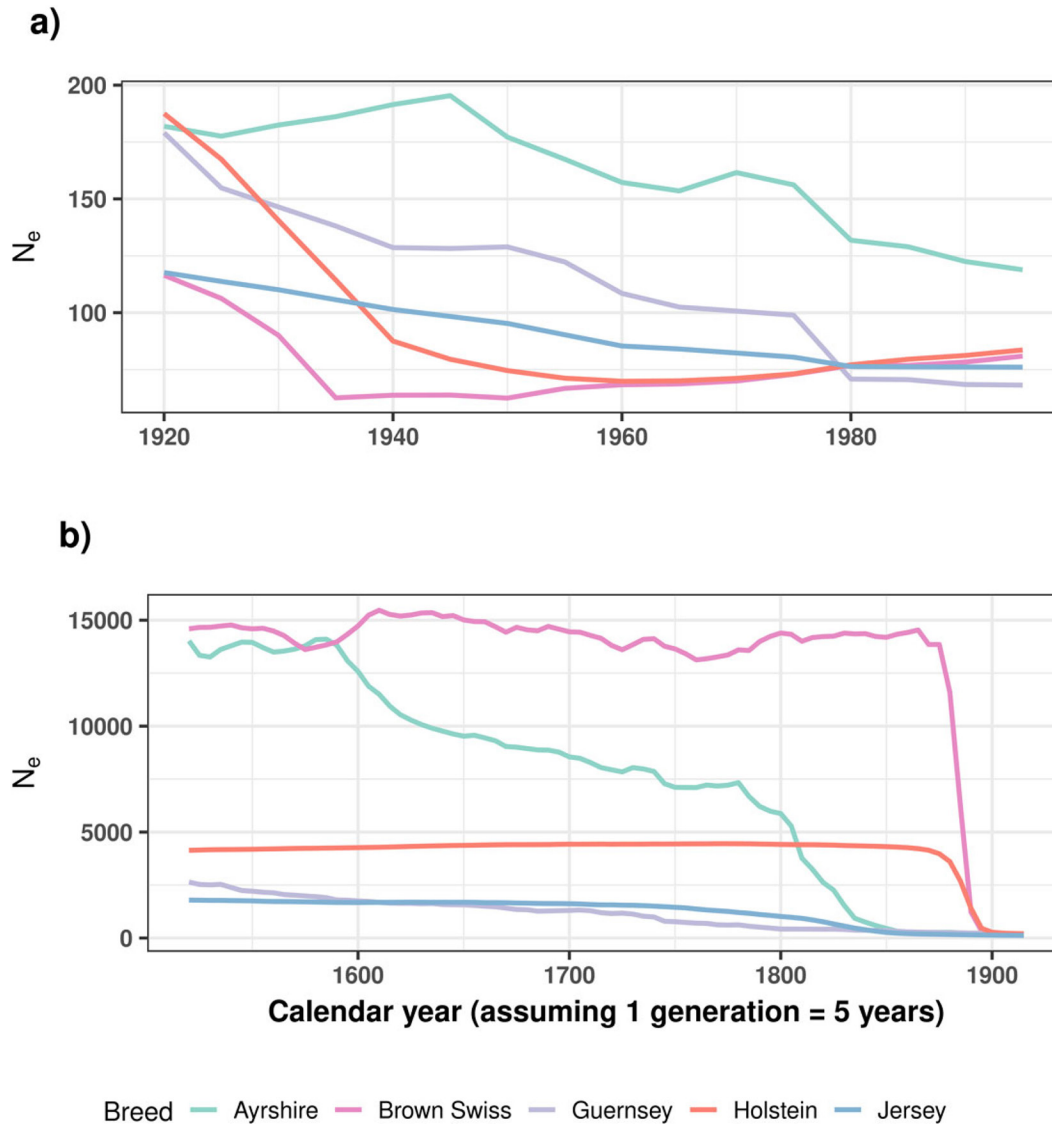 a)
200
150
100
Ne
1920 1940 1960 1980
b)
15000
10000
5000
0
Ne
1600 1700 1800 1900
Calendar year (assuming 1 generation = 5 years)
Breed Ayrshire Brown Swiss Guernsey Holstein Jersey